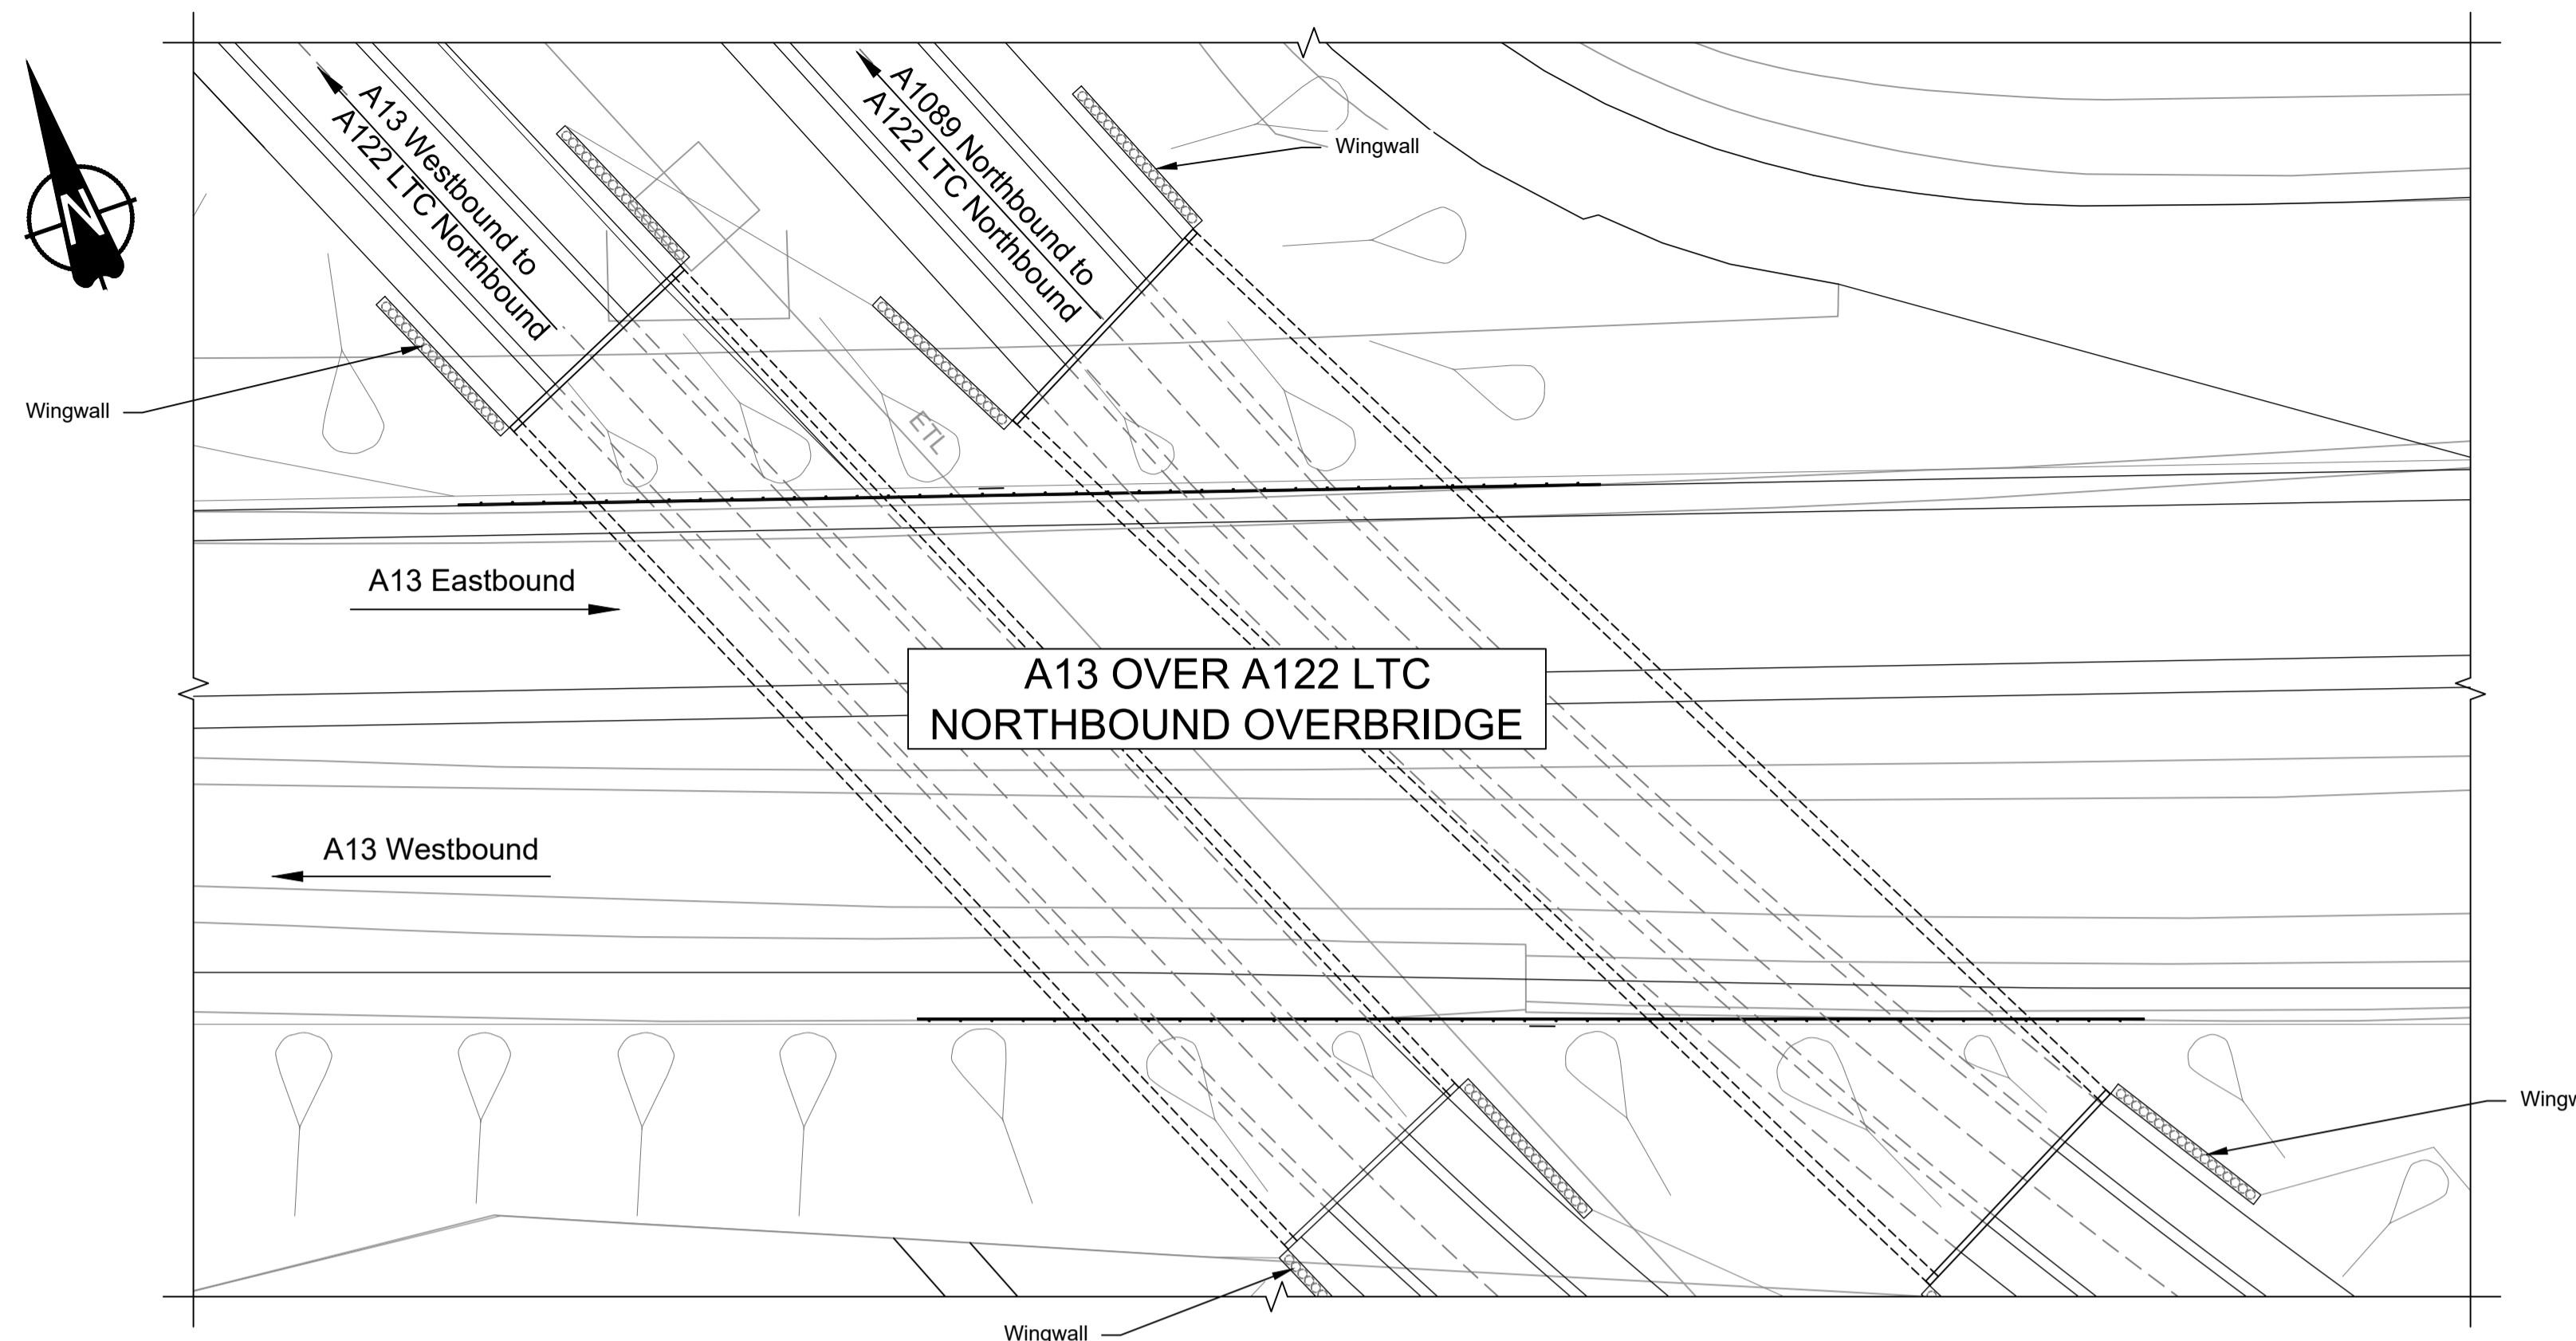 A13 Westbound to
A122 LTC Northbound
A1089 Northbound to
A122 LTC Northbound
Wingwall
N
Wingwall
ETL
A13 Eastbound
A13 OVER A122 LTC
NORTHBOUND OVERBRIDGE
A13 Westbound
Wingw
Wingwall